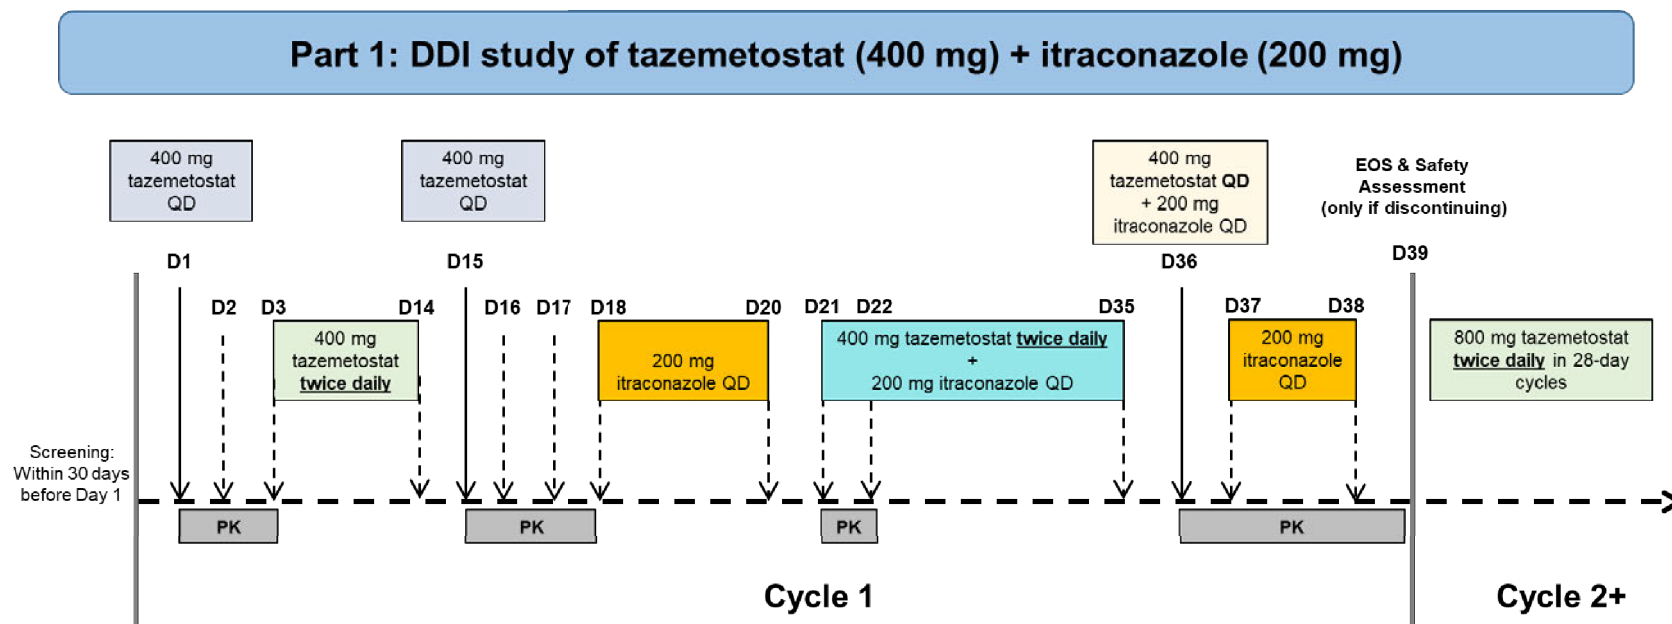 Part 1: DDI study of tazemetostat (400 mg) + itraconazole (200 mg)
400 mg
tazemetostat
QD
400 mg
tazemetostat
QD
400 mg
tazemetostat QD
+ 200 mg
itraconazole QD
EOS & Safety
Assessment
(only if discontinuing)
D1
D15
D36
D39
D2
D3
D14
D16
D17
D18
D20
D21
D22
D35
D37
D38
400 mg
tazemetostat
twice daily
200 mg
itraconazole QD
400 mg tazemetostat twice daily
+
200 mg itraconazole QD
200 mg
itraconazole
QD
800 mg tazemetostat
twice daily in 28-day
cycles
Screening:
Within 30 days
before Day 1
PK
PK
PK
PK
Cycle 1
Cycle 2+